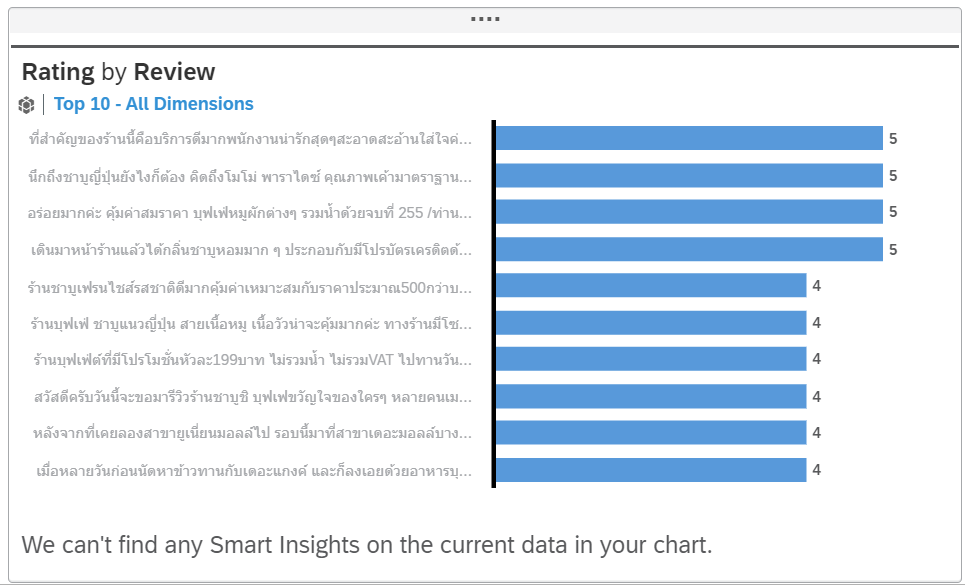 Rating by Review
Top 10 - All Dimensions
ที่สำคัญของร้านนี้คือบริการดีมากพนักงานน่ารักสุดๆสะอาดสะอ้านใส่ใจค่... 5
นึกถึงชาบูญี่ปุ่นยังไงก็ต้อง คิดถึงโมโม่ พาราไดซ์ คุณภาพเค้ามาตราฐาน... 5
อร่อยมากค่ะ คุ้มค่าสมราคา บุฟเฟ่หมูผักต่างๆ รวมน้ำด้วยจบที่ 255 /ท่าน... 5
เดินมาหน้าร้านแล้วได้กลิ่นชาบูหอมมาก ๆ ประกอบกับมีโปรบัตรเครดิตต้... 5
ร้านชาบูเฟรนไชส์รสชาติดีมากคุ้มค่าเหมาะสมกับราคาประมาณ500กว่าบ... 4
ร้านบุฟเฟ่ ชาบูแนวญี่ปุ่น สายเนื้อหมู เนื้อวัวน่าจะคุ้มมากค่ะ ทางร้านมีโซ... 4
ร้านบุฟเฟ่ต์ที่มีโปรโมชั่นหัวละ199บาท ไม่รวมน้ำ ไม่รวมVAT ไปทานวัน... 4
สวัสดีครับวันนี้จะขอมารีวิวร้านชาบูชิ บุฟเฟขวัญใจของใครๆ หลายคนเม... 4
หลังจากที่เคยลองสาขายูเนี่ยนมอลล์ไป รอบนี้มาที่สาขาเดอะมอลล์บาง... 4
เมื่อหลายวันก่อนนัดหาข้าวทานกับเดอะแกงค์ และก็ลงเอยด้วยอาหารบุ... 4
We can't find any Smart Insights on the current data in your chart.